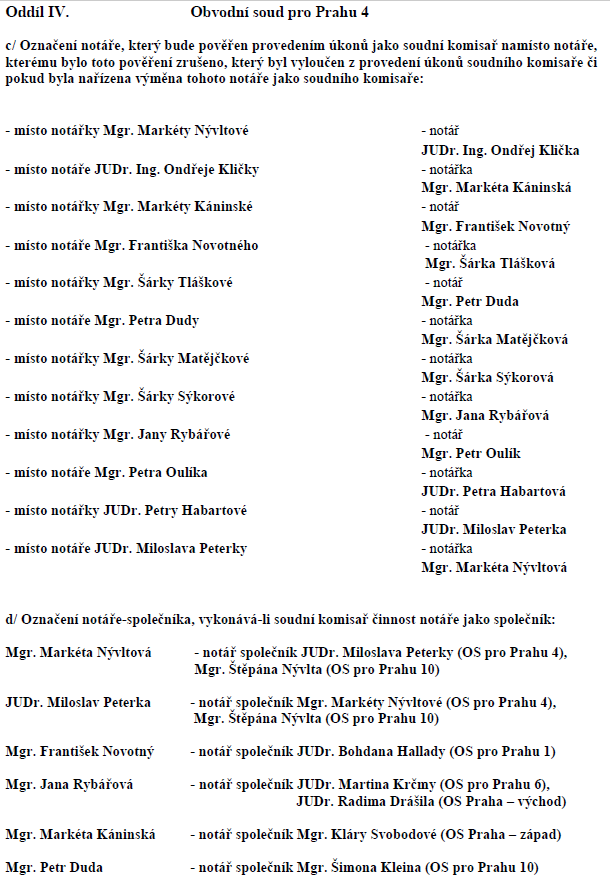 Oddíl IV. Obvodní soud pro Prahu 4
c/ Označení notáře, který bude pověřen provedením úkonů jako soudní komisař namísto notáře,
kterému bylo toto pověření zrušeno, který byl vyloučen z provedení úkonů soudního komisaře či
pokud byla nařízena výměna tohoto notáře jako soudního komisaře:
- místo notářky Mgr. Markéty Nývltové - notář
JUDr. Ing. Ondřej Klička
- místo notáře JUDr. Ing. Ondřeje Kličky - notářka
Mgr. Markéta Káninská
- místo notářky Mgr. Markéty Káninské - notář
Mgr. František Novotný
- místo notáře Mgr. Františka Novotného - notářka
Mgr. Šárka Tlášková
- místo notářky Mgr. Šárky Tláškové - notář
Mgr. Petr Duda
- místo notáře Mgr. Petra Dudy - notářka
Mgr. Šárka Matějčková
- místo notářky Mgr. Šárky Matějčkové - notářka
Mgr. Šárka Sýkorová
- místo notářky Mgr. Šárky Sýkorové - notářka
Mgr. Jana Rybářová
- místo notářky Mgr. Jany Rybářové - notář
Mgr. Petr Oulík
- místo notáře Mgr. Petra Oulíka - notářka
JUDr. Petra Habartová
- místo notářky JUDr. Petry Habartové - notář
JUDr. Miloslav Peterka
- místo notáře JUDr. Miloslava Peterky - notářka
Mgr. Markéta Nývltová
d/ Označení notáře-společníka, vykonává-li soudní komisař činnost notáře jako společník:
Mgr. Markéta Nývltová - notář společník JUDr. Miloslava Peterky (OS pro Prahu 4),
Mgr. Štěpána Nývlta (OS pro Prahu 10)
JUDr. Miloslav Peterka - notář společník Mgr. Markéty Nývltové (OS pro Prahu 4),
Mgr. Štěpána Nývlta (OS pro Prahu 10)
Mgr. František Novotný - notář společník JUDr. Bohdana Hallady (OS pro Prahu 1)
Mgr. Jana Rybářová - notář společník JUDr. Martina Krčmy (OS pro Prahu 6),
JUDr. Radima Drášila (OS Praha – východ)
Mgr. Markéta Káninská - notář společník Mgr. Kláry Svobodové (OS Praha – západ)
Mgr. Petr Duda - notář společník Mgr. Šimona Kleina (OS pro Prahu 10)